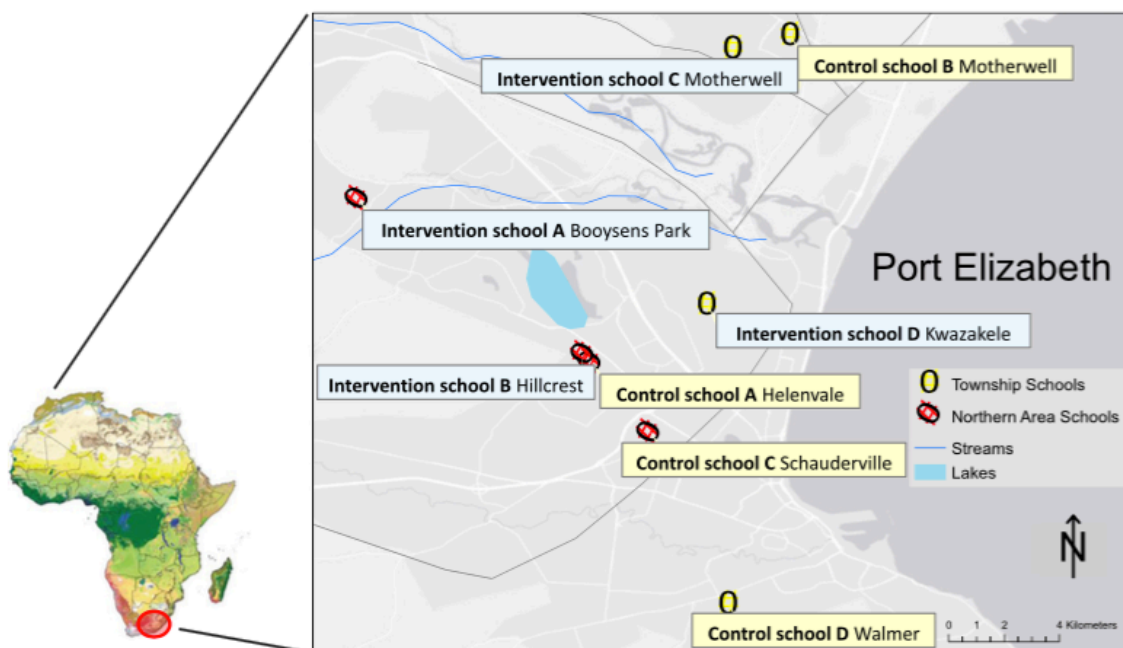 Control school B Motherwell
Intervention school C Motherwell
Intervention school A Booysens Park
Port Elizabeth
Intervention school D Kwazakele
Intervention school B Hillcrest
Control school A Helenvale
Township Schools
Northern Area Schools
Streams
Lakes
Control school C Schauderville
N
Control school D Walmer
0 1 2 4 Kilometers